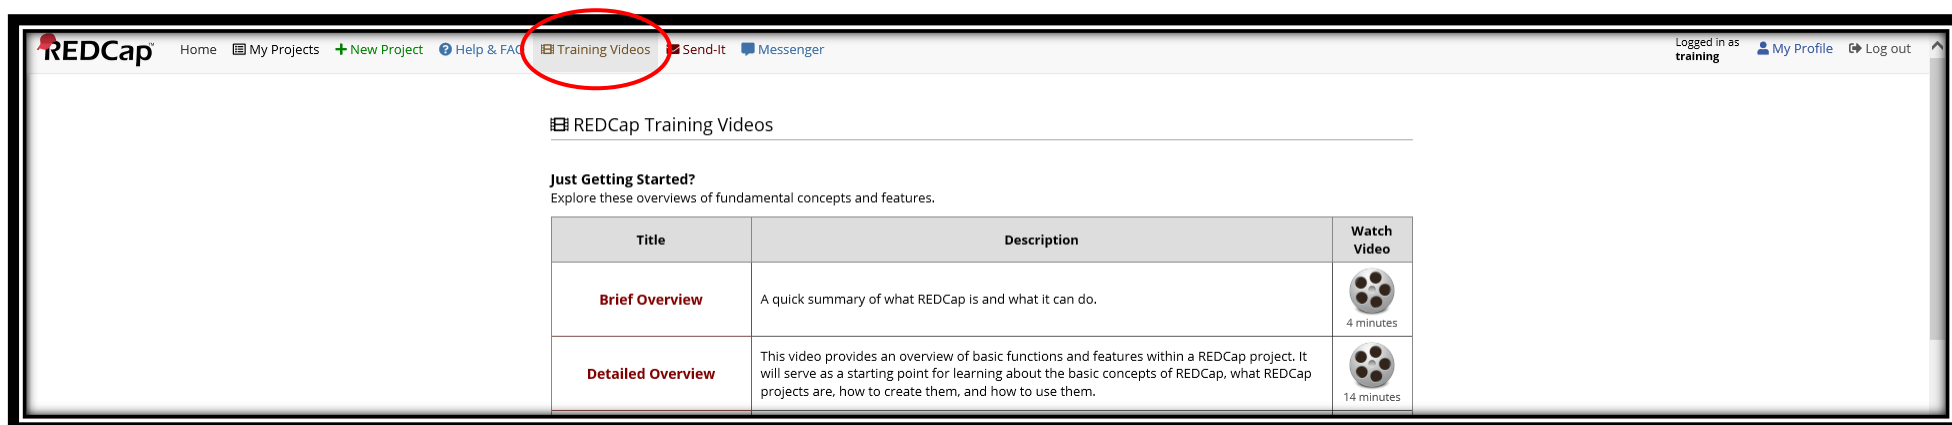 REDCap Home My Projects New Project Help & FAQ Training Videos Send-It Messenger Logged in as training My Profile Log out
REDCap Training Videos
Just Getting Started?
Explore these overviews of fundamental concepts and features.
Title Description Watch Video
Brief Overview A quick summary of what REDCap is and what it can do. 4 minutes
Detailed Overview This video provides an overview of basic functions and features within a REDCap project. It
will serve as a starting point for learning about the basic concepts of REDCap, what REDCap
projects are, how to create them, and how to use them.
14 minutes